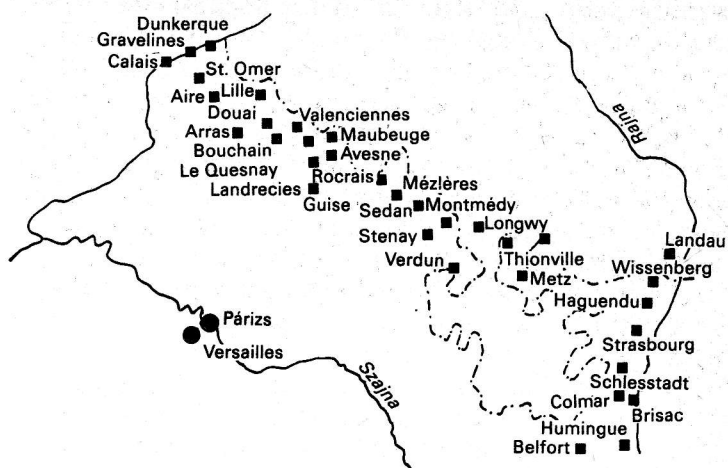 Dunkerque
Gravelines
Calais
St. Omer
Aire
Lille
Douai
Valenciennes
Arras
Maubeuge
Bouchain
Avesne
Le Quesnay
Rocrais
Landrecies
Mézlères
Guise
Sedan
Montmédy
Stenay
Longwy
Verdun
Thionville
Metz
Landau
Wissenberg
Haguendu
Strasbourg
Schlesstadt
Colmar
Brisac
Humingue
Belfort
Párizs
Versailles
Szajna
Rajna